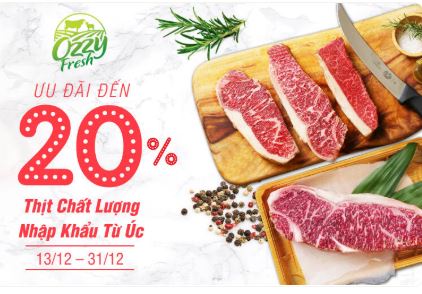 Ozzy
Fresh
ƯU ĐÃI ĐẾN
20%
Thịt Chất Lượng
Nhập Khẩu Từ Úc
13/12 – 31/12